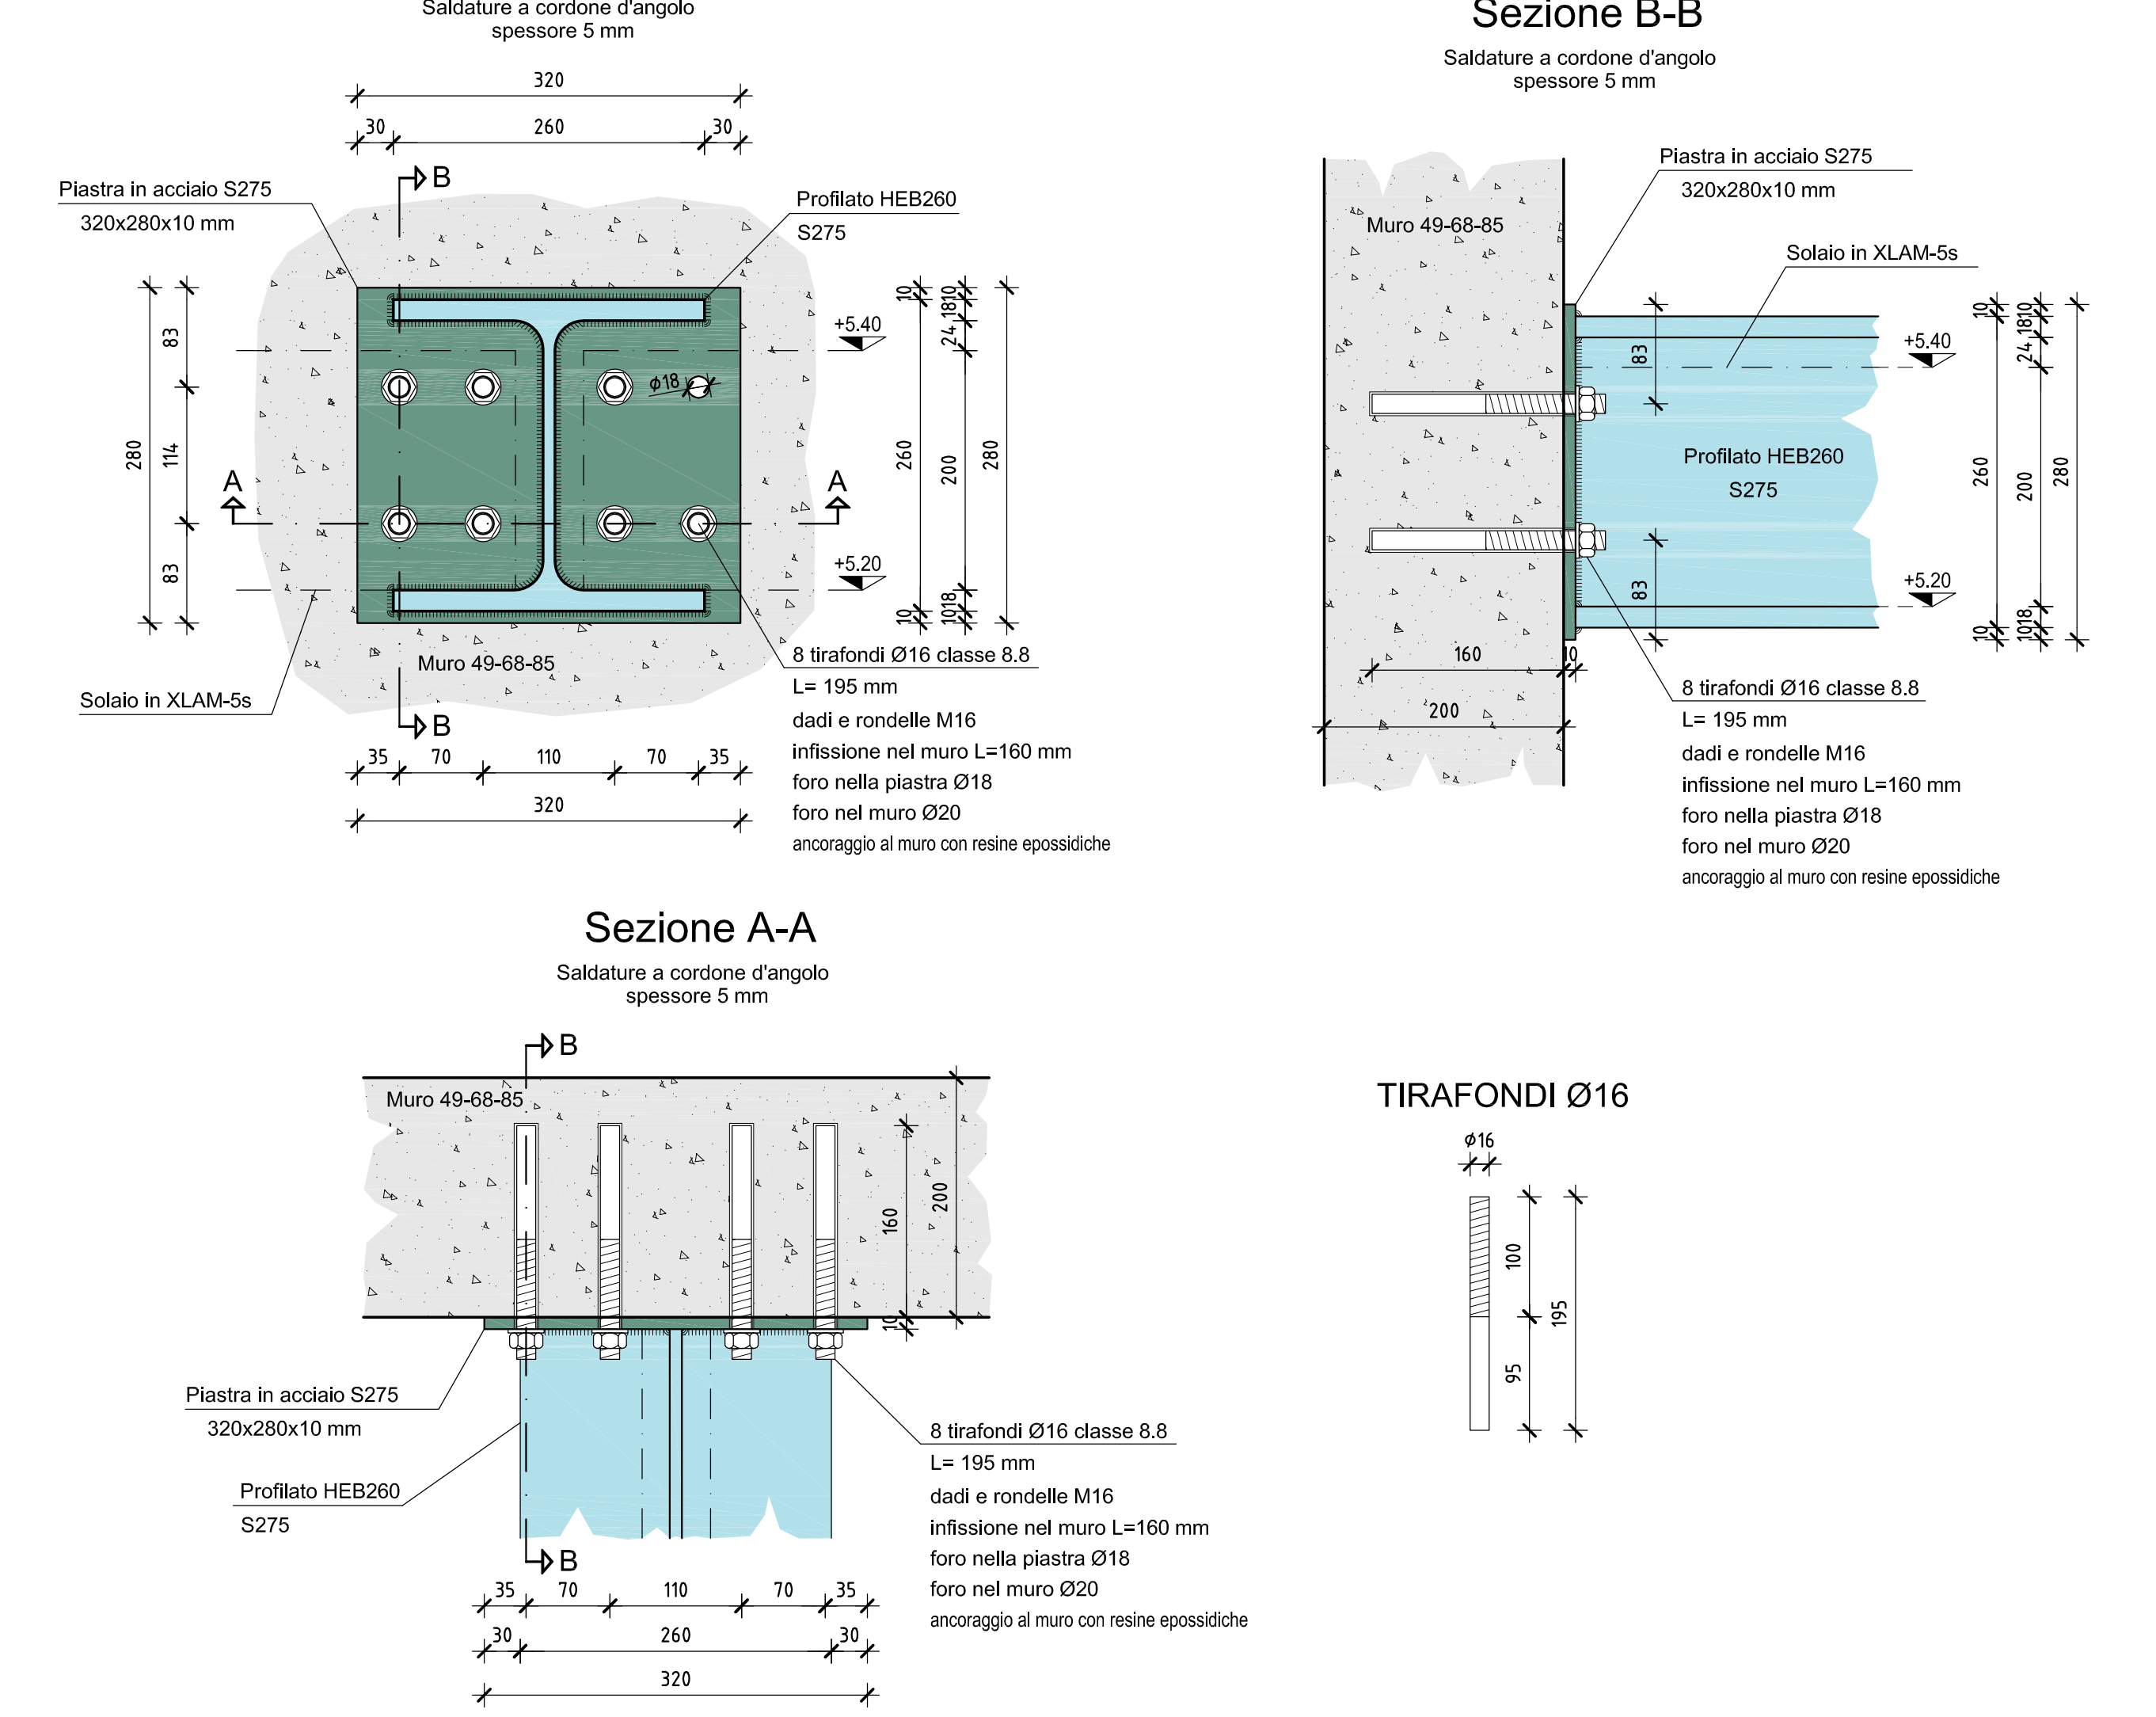 Saldature a cordone d'angolo
spessore 5 mm
320
30
260
30
B
Piastra in acciaio S275
320x280x10 mm
Profilato HEB260
S275
83
114
83
280
A
A
ϕ18
+5.40
+5.20
10
260
10
10
18
24
200
18
10
280
Muro 49-68-85
Solaio in XLAM-5s
B
8 tirafondi Ø16 classe 8.8
L= 195 mm
dadi e rondelle M16
infissione nel muro L=160 mm
foro nella piastra Ø18
foro nel muro Ø20
ancoraggio al muro con resine epossidiche
35
70
110
70
35
320
Sezione B-B
Saldature a cordone d'angolo
spessore 5 mm
Piastra in acciaio S275
320x280x10 mm
Muro 49-68-85
Solaio in XLAM-5s
+5.40
83
Profilato HEB260
S275
83
+5.20
10
260
10
10
18
24
200
18
10
280
160
10
200
8 tirafondi Ø16 classe 8.8
L= 195 mm
dadi e rondelle M16
infissione nel muro L=160 mm
foro nella piastra Ø18
foro nel muro Ø20
ancoraggio al muro con resine epossidiche
Sezione A-A
Saldature a cordone d'angolo
spessore 5 mm
B
Muro 49-68-85
160
200
10
Piastra in acciaio S275
320x280x10 mm
Profilato HEB260
S275
B
8 tirafondi Ø16 classe 8.8
L= 195 mm
dadi e rondelle M16
infissione nel muro L=160 mm
foro nella piastra Ø18
foro nel muro Ø20
ancoraggio al muro con resine epossidiche
35
70
110
70
35
30
260
30
320
TIRAFONDI Ø16
ϕ16
100
95
195